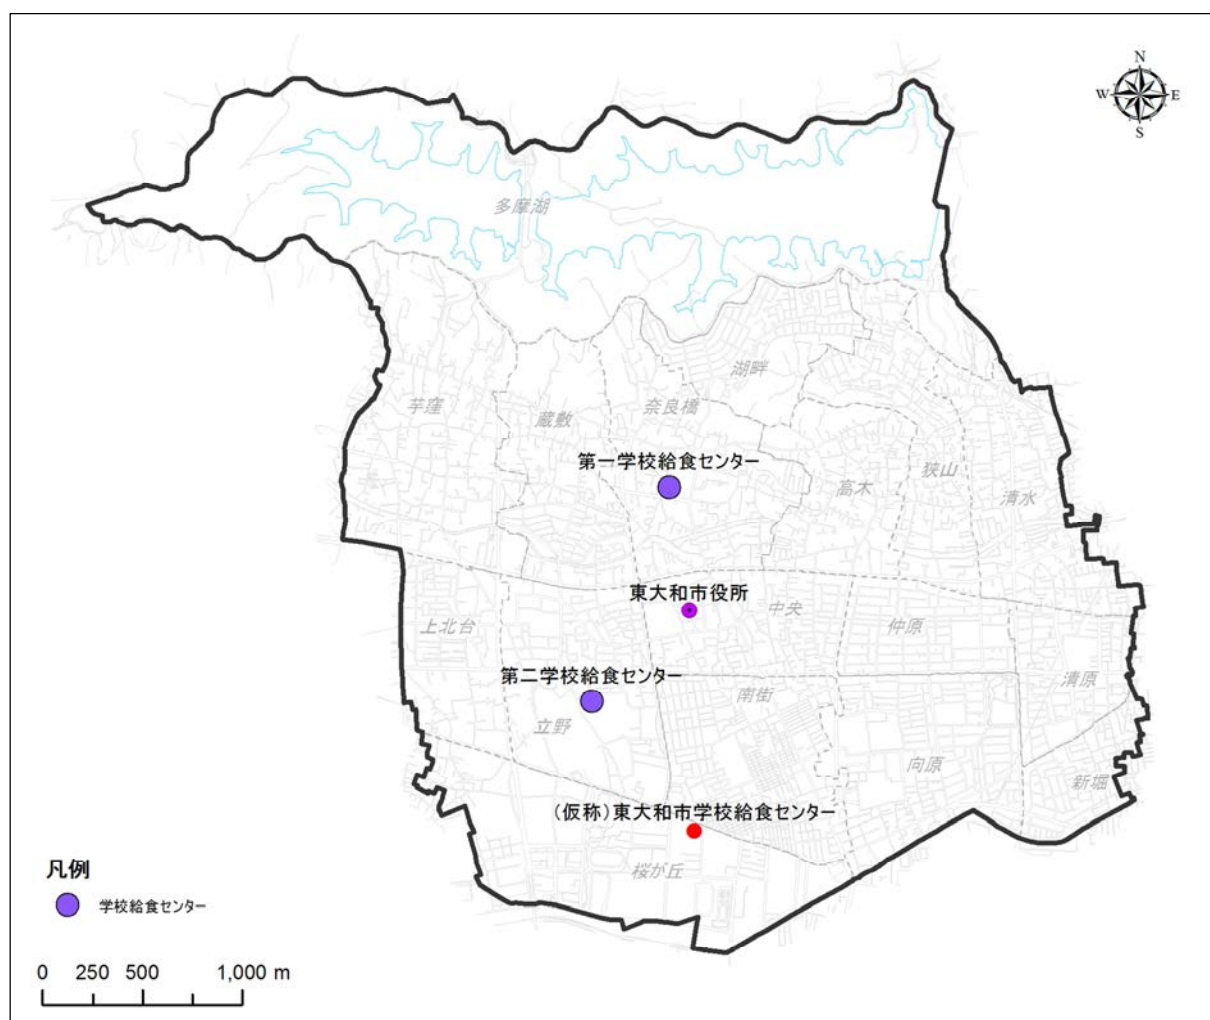 N
W E
S
多摩湖
湖畔
芋窪
蔵敷
奈良橋
第一学校給食センター
狭山
高木
清水
東大和市役所
中央
上北台
仲原
第二学校給食センター
清原
南街
立野
向原
新堀
(仮称)東大和市学校給食センター
桜が丘
凡例
学校給食センター
0 250 500 1,000 m